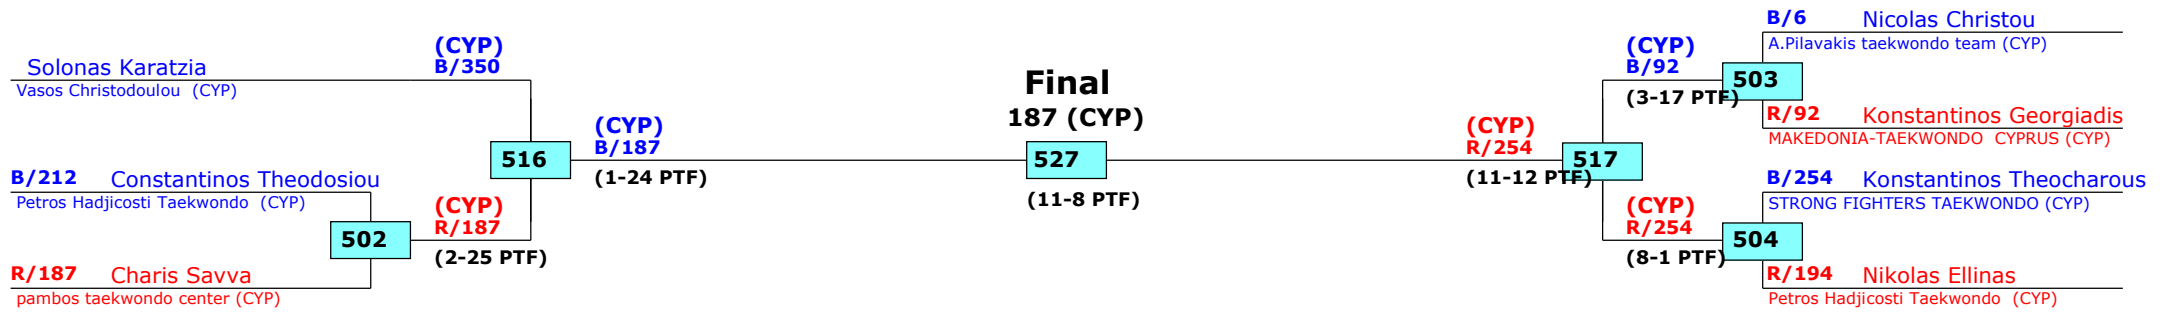 Solonas Karatzia
Vasos Christodoulou (CYP)
(CYP)
B/350
B/212 Constantinos Theodosiou
Petros Hadjicosti Taekwondo (CYP)
502
R/187 Charis Savva
pambos taekwondo center (CYP)
(CYP)
R/187
(2-25 PTF)
516
(CYP)
B/187
(1-24 PTF)
Final
187 (CYP)
527
(11-8 PTF)
(CYP)
R/254
(11-12 PTF)
517
(CYP)
B/92
(3-17 PTF)
503
B/6 Nicolas Christou
A.Pilavakis taekwondo team (CYP)
R/92 Konstantinos Georgiadis
MAKEDONIA-TAEKWONDO CYPRUS (CYP)
(CYP)
R/254
(8-1 PTF)
504
B/254 Konstantinos Theocharous
STRONG FIGHTERS TAEKWONDO (CYP)
R/194 Nikolas Ellinas
Petros Hadjicosti Taekwondo (CYP)